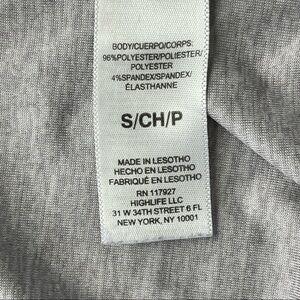 BODY/CUERPO/CORPS:
96%POLYESTER/POLIESTER/
POLYESTER
4%SPANDEX/SPANDEX/
ÉLASTHANNE
S/CH/P
MADE IN LESOTHO
HECHO EN LESOTHO
FABRIQUÉ EN LESOTHO
RN 117927
HIGHLIFE LLC
31 W 34TH STREET 6 FL
NEW YORK, NY 10001